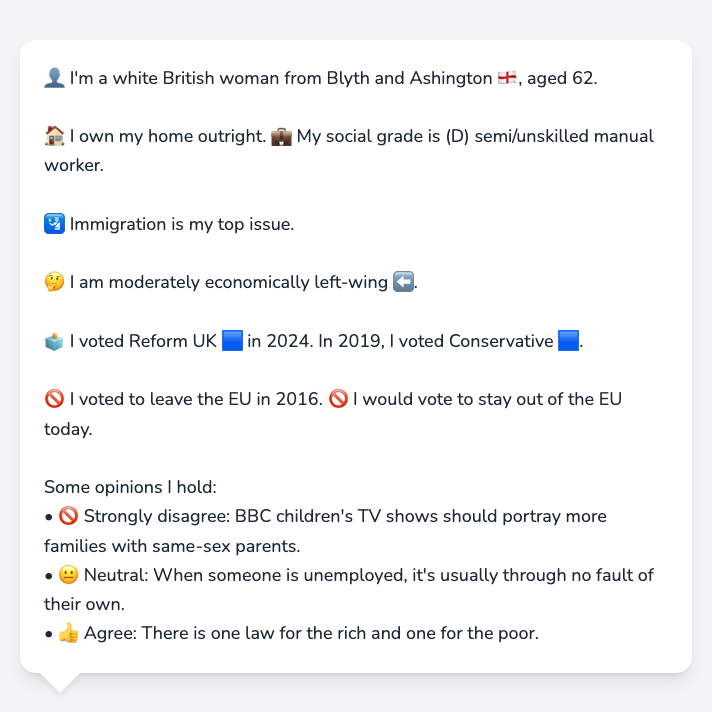 👤 I'm a white British woman from Blyth and Ashington 🏴󠁧󠁢󠁥󠁮󠁧󠁿, aged 62.
🏠 I own my home outright. 💼 My social grade is (D) semi/unskilled manual
worker.
🛂 Immigration is my top issue.
🤔 I am moderately economically left-wing ⬅️.
🗳️ I voted Reform UK 🟦 in 2024. In 2019, I voted Conservative 🟦.
🚫 I voted to leave the EU in 2016. 🚫 I would vote to stay out of the EU
today.
Some opinions I hold:
• 🚫 Strongly disagree: BBC children's TV shows should portray more
families with same-sex parents.
• 😐 Neutral: When someone is unemployed, it's usually through no fault of
their own.
• 👍 Agree: There is one law for the rich and one for the poor.